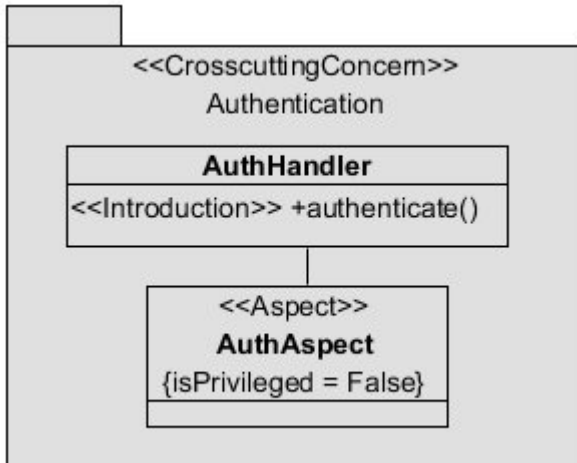 <<CrosscuttingConcern>>
Authentication
AuthHandler
<<Introduction>> +authenticate()
<<Aspect>>
AuthAspect
{isPrivileged = False}